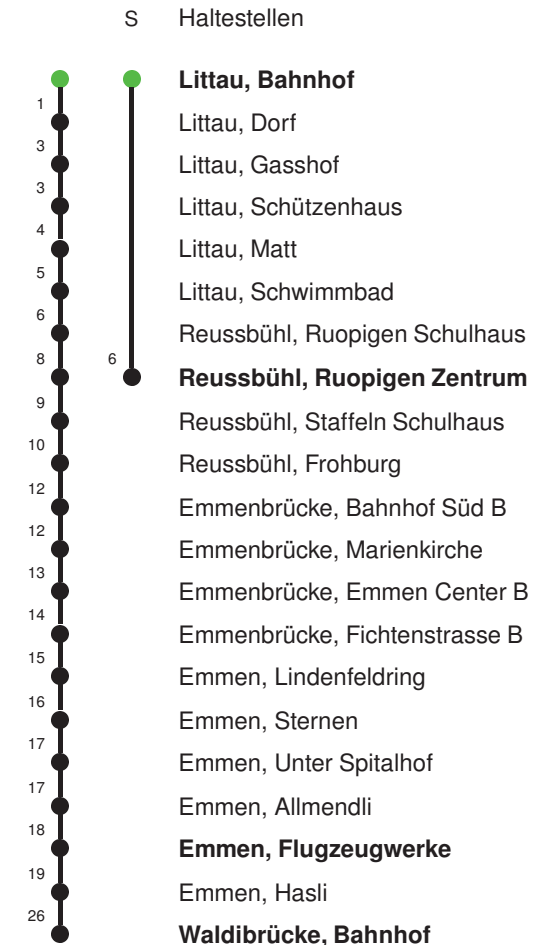 S Haltestellen
Littau, Bahnhof
1 Littau, Dorf
3 Littau, Gasshof
3 Littau, Schützenhaus
4 Littau, Matt
5 Littau, Schwimmbad
6 Reussbühl, Ruopigen Schulhaus
8 6 Reussbühl, Ruopigen Zentrum
9 Reussbühl, Staffeln Schulhaus
10 Reussbühl, Frohburg
12 Emmenbrücke, Bahnhof Süd B
12 Emmenbrücke, Marienkirche
13 Emmenbrücke, Emmen Center B
14 Emmenbrücke, Fichtenstrasse B
15 Emmen, Lindenfeldring
16 Emmen, Sternen
17 Emmen, Unter Spitalhof
17 Emmen, Allmendli
18 Emmen, Flugzeugwerke
19 Emmen, Hasli
26 Waldibrücke, Bahnhof